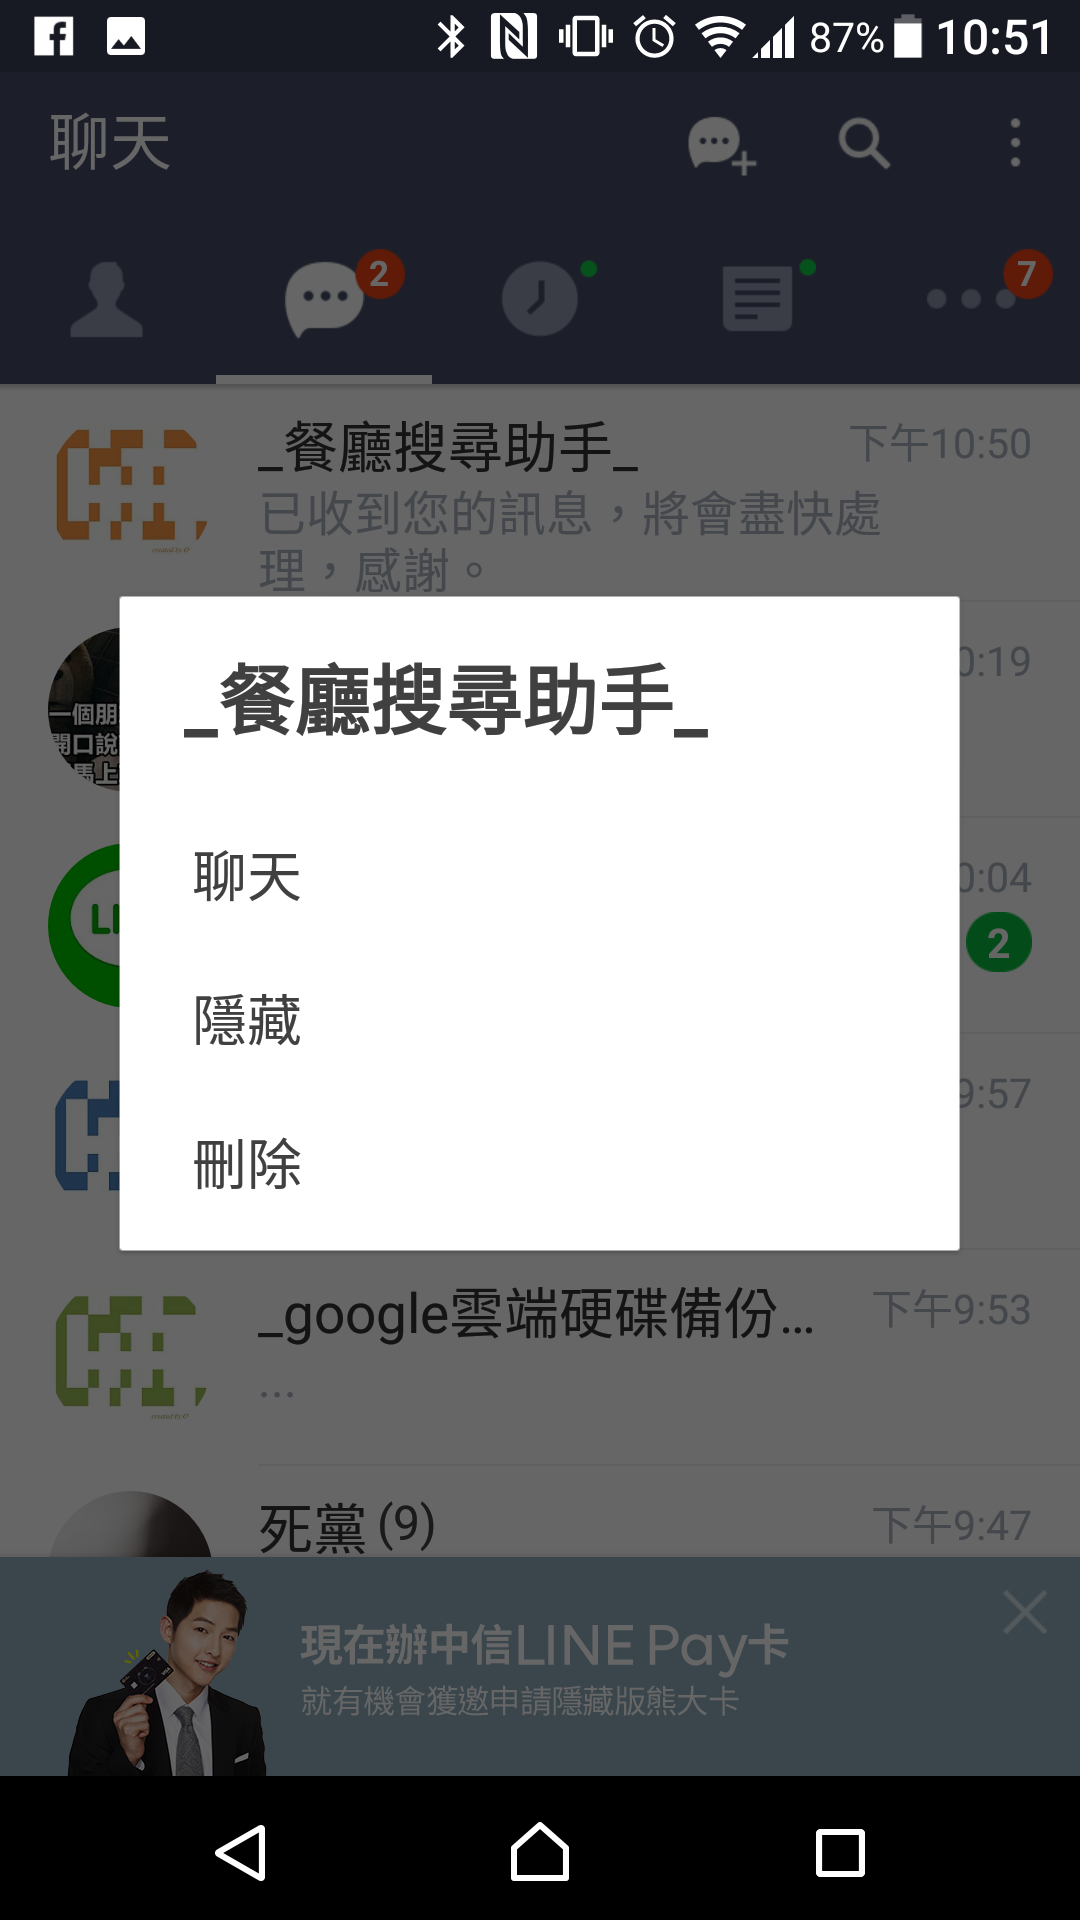 87% 10:51
聊天
2
7
_餐廳搜尋助手_
下午10:50
已收到您的訊息，將會盡快處
理，感謝。
0:19
一個朋
開口說
馬上
_餐廳搜尋助手_
聊天
隱藏
刪除
LI
0:04
2
9:57
_google雲端硬碟備份...
下午9:53
...
created by
死黨 (9)
下午9:47
現在辦中信LINE Pay卡
就有機會獲邀申請隱藏版熊大卡